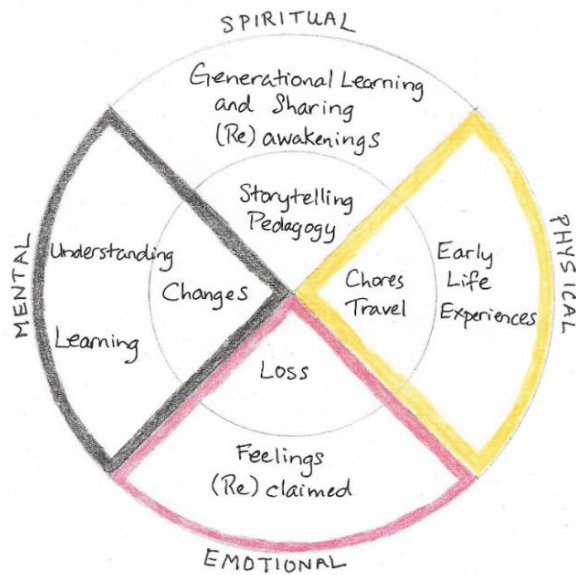 SPIRITUAL
Generational Learning
and Sharing
(Re) awakenings
Storytelling
Pedagogy
MENTAL
Understanding
Learning
Changes
Chores
Travel
Early
Life
Experiences
PHYSICAL
Loss
Feelings
(Re) claimed
EMOTIONAL